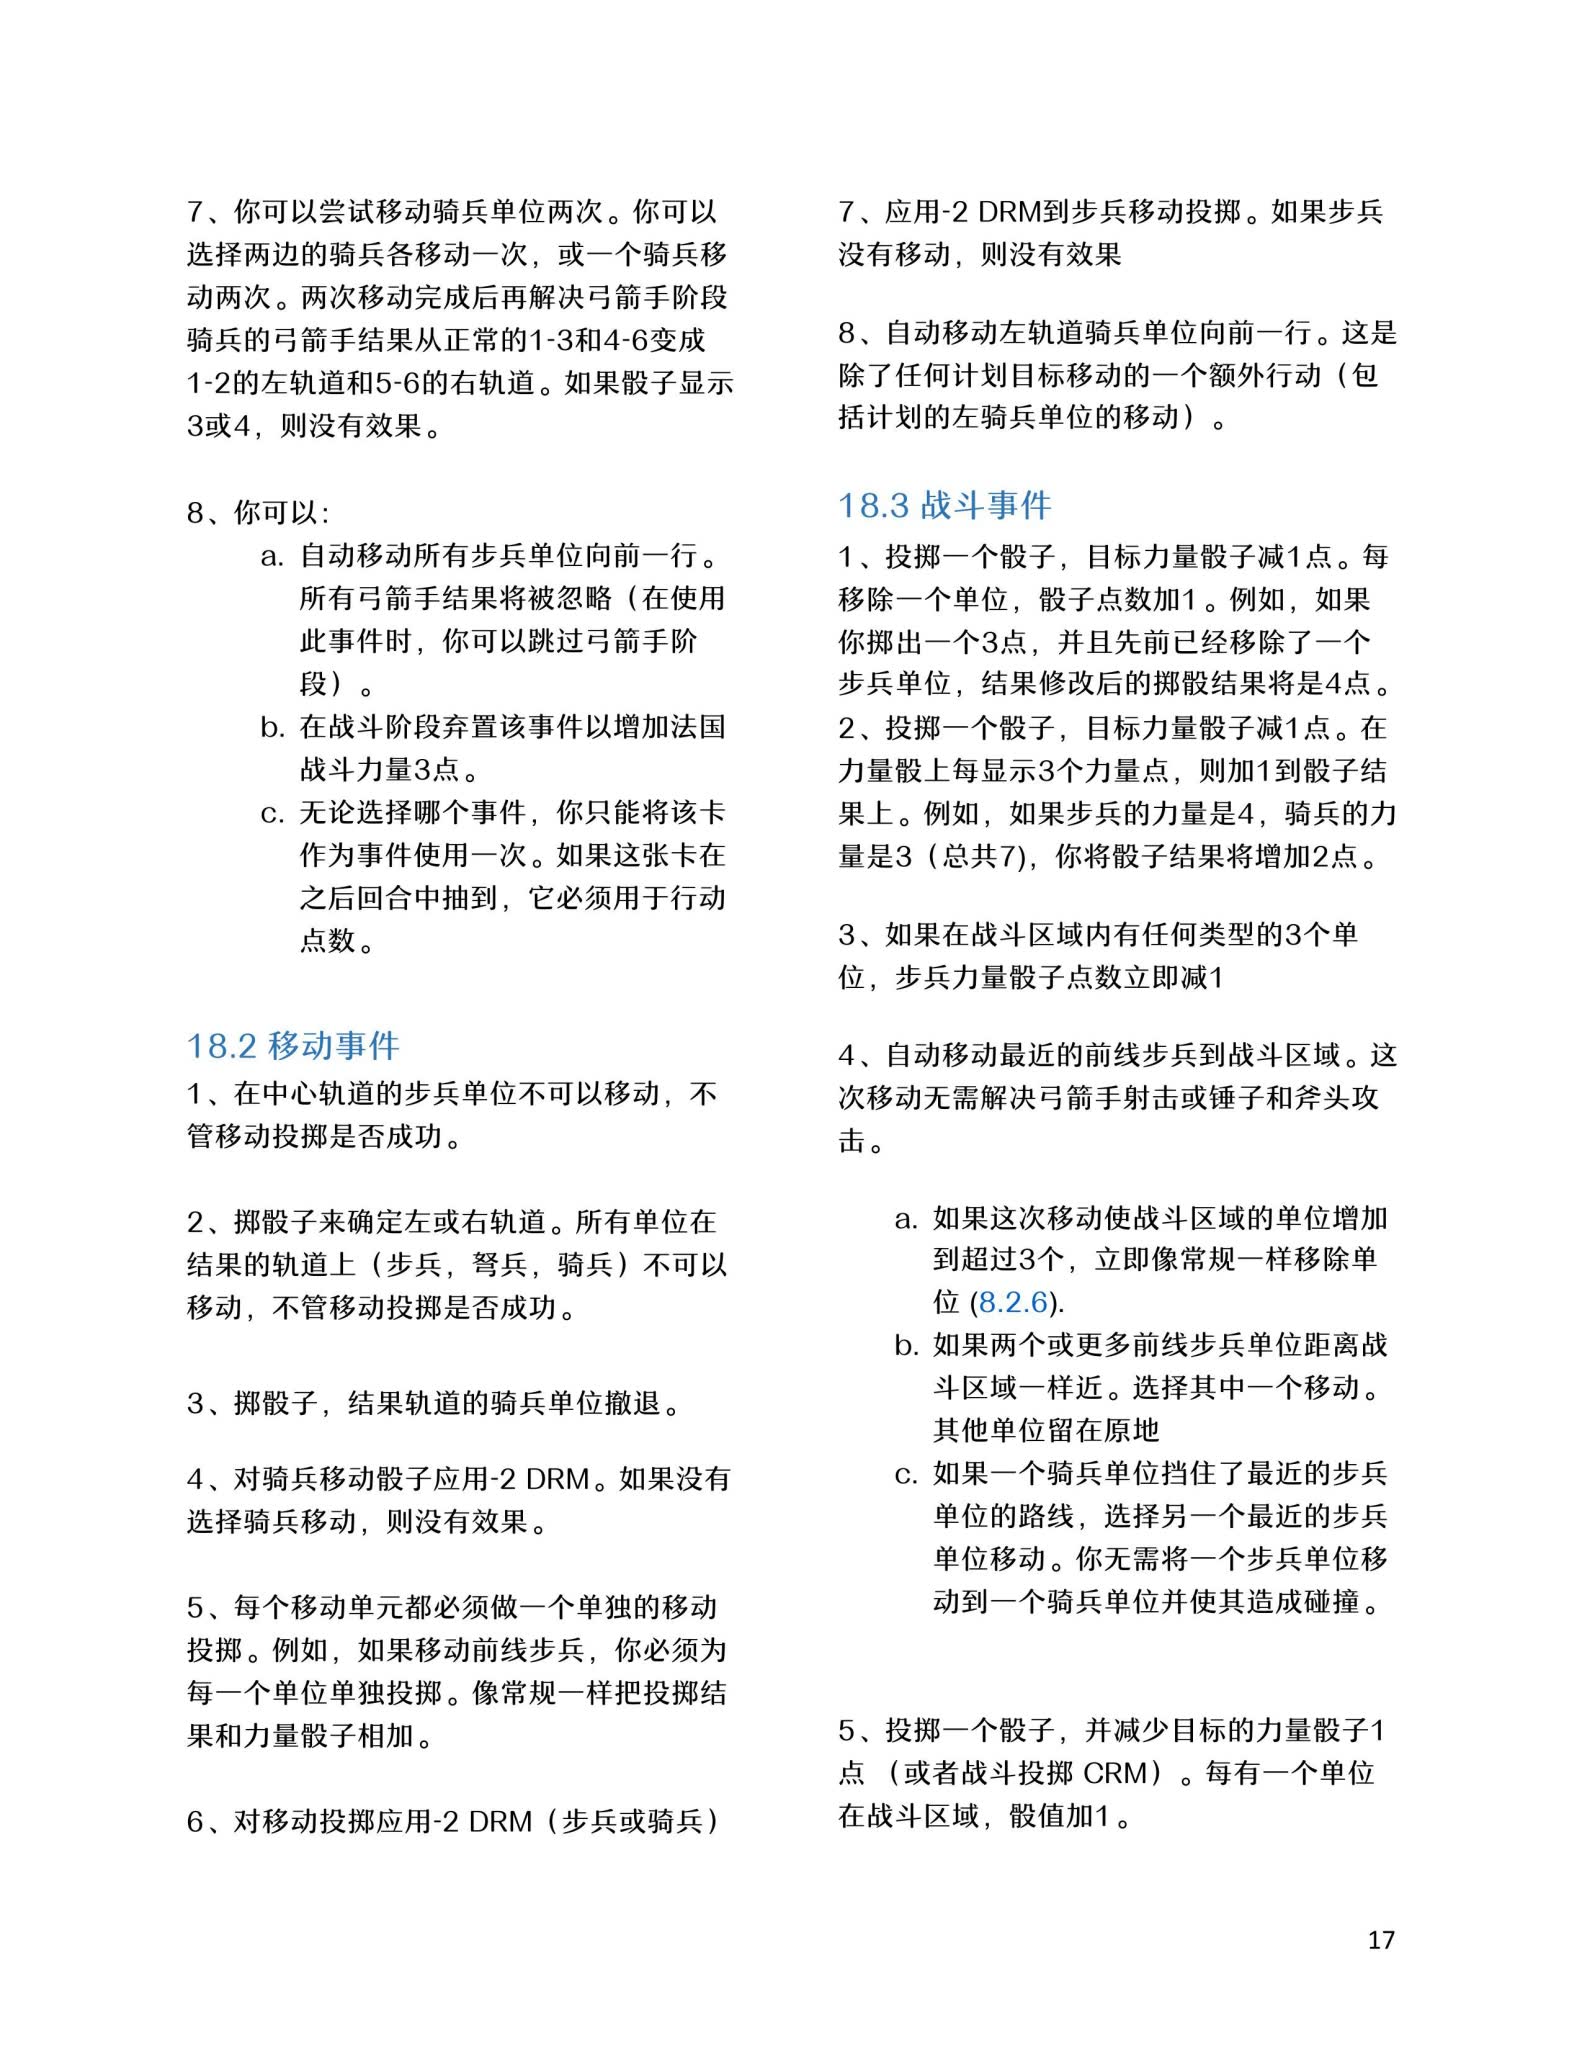 7、你可以尝试移动骑兵单位两次。你可以
选择两边的骑兵各移动一次，或一个骑兵移
动两次。两次移动完成后再解决弓箭手阶段
骑兵的弓箭手结果从正常的1-3和4-6变成
1-2的左轨道和5-6的右轨道。如果骰子显示
3或4，则没有效果。
8、你可以：
a. 自动移动所有步兵单位向前一行。
所有弓箭手结果将被忽略（在使用
此事件时，你可以跳过弓箭手阶
段）。
b. 在战斗阶段弃置该事件以增加法国
战斗力量3点。
c. 无论选择哪个事件，你只能将该卡
作为事件使用一次。如果这张卡在
之后回合中抽到，它必须用于行动
点数。
18.2 移动事件
1、在中心轨道的步兵单位不可以移动，不
管移动投掷是否成功。
2、掷骰子来确定左或右轨道。所有单位在
结果的轨道上（步兵，弩兵，骑兵）不可以
移动，不管移动投掷是否成功。
3、掷骰子，结果轨道的骑兵单位撤退。
4、对骑兵移动骰子应用-2 DRM。如果没有
选择骑兵移动，则没有效果。
5、每个移动单元都必须做一个单独的移动
投掷。例如，如果移动前线步兵，你必须为
每一个单位单独投掷。像常规一样把投掷结
果和力量骰子相加。
6、对移动投掷应用-2 DRM（步兵或骑兵）
7、应用-2 DRM到步兵移动投掷。如果步兵
没有移动，则没有效果
8、自动移动左轨道骑兵单位向前一行。这是
除了任何计划目标移动的一个额外行动（包
括计划的左骑兵单位的移动）。
18.3 战斗事件
1、投掷一个骰子，目标力量骰子减1点。每
移除一个单位，骰子点数加1。例如，如果
你掷出一个3点，并且先前已经移除了一个
步兵单位，结果修改后的掷骰结果将是4点。
2、投掷一个骰子，目标力量骰子减1点。在
力量骰上每显示3个力量点，则加1到骰子结
果上。例如，如果步兵的力量是4，骑兵的力
量是3（总共7)，你将骰子结果将增加2点。
3、如果在战斗区域内有任何类型的3个单
位，步兵力量骰子点数立即减1
4、自动移动最近的前线步兵到战斗区域。这
次移动无需解决弓箭手射击或锤子和斧头攻
击。
a. 如果这次移动使战斗区域的单位增加
到超过3个，立即像常规一样移除单
位 (8.2.6).
b. 如果两个或更多前线步兵单位距离战
斗区域一样近。选择其中一个移动。
其他单位留在原地
c. 如果一个骑兵单位挡住了最近的步兵
单位的路线，选择另一个最近的步兵
单位移动。你无需将一个步兵单位移
动到一个骑兵单位并使其造成碰撞。
5、投掷一个骰子，并减少目标的力量骰子1
点 （或者战斗投掷 CRM）。每有一个单位
在战斗区域，骰值加1。
17